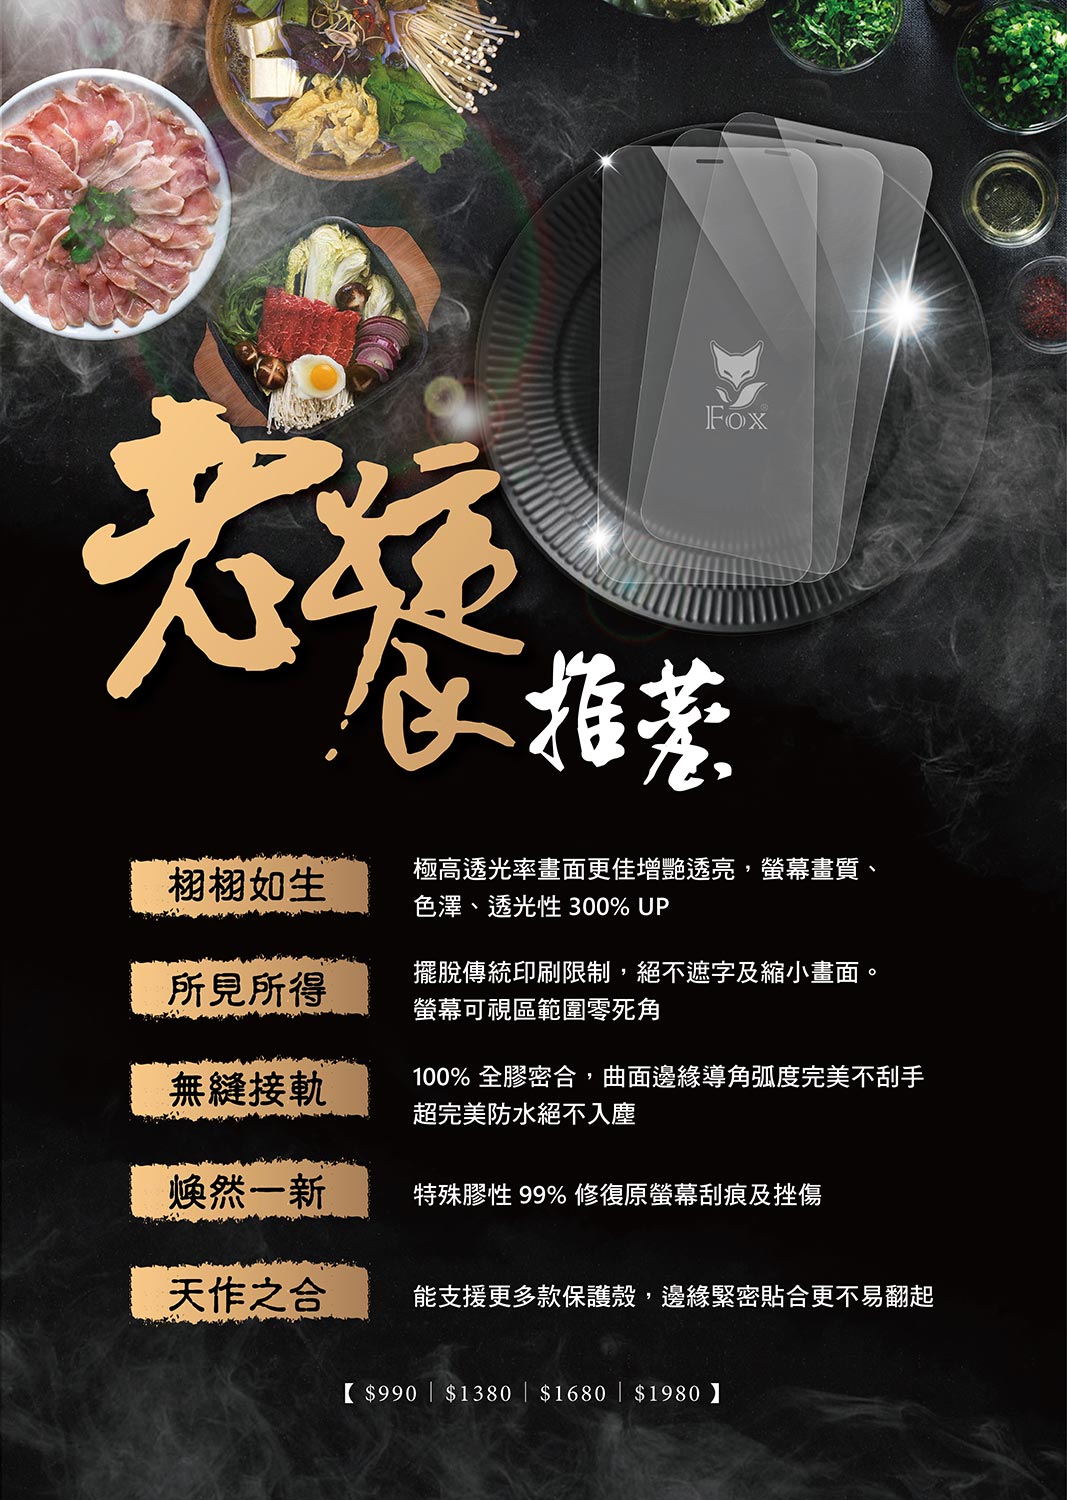 Fox®
老饕
推薦
栩栩如生
極高透光率畫面更佳增艷透亮，螢幕畫質、
色澤、透光性 300% UP
所見所得
擺脫傳統印刷限制，絕不遮字及縮小畫面。
螢幕可視區範圍零死角
無縫接軌
100% 全膠密合，曲面邊緣導角弧度完美不刮手
超完美防水絕不入塵
煥然一新
特殊膠性 99% 修復原螢幕刮痕及挫傷
天作之合
能支援更多款保護殼，邊緣緊密貼合更不易翻起
【 $990｜$1380｜$1680｜$1980 】